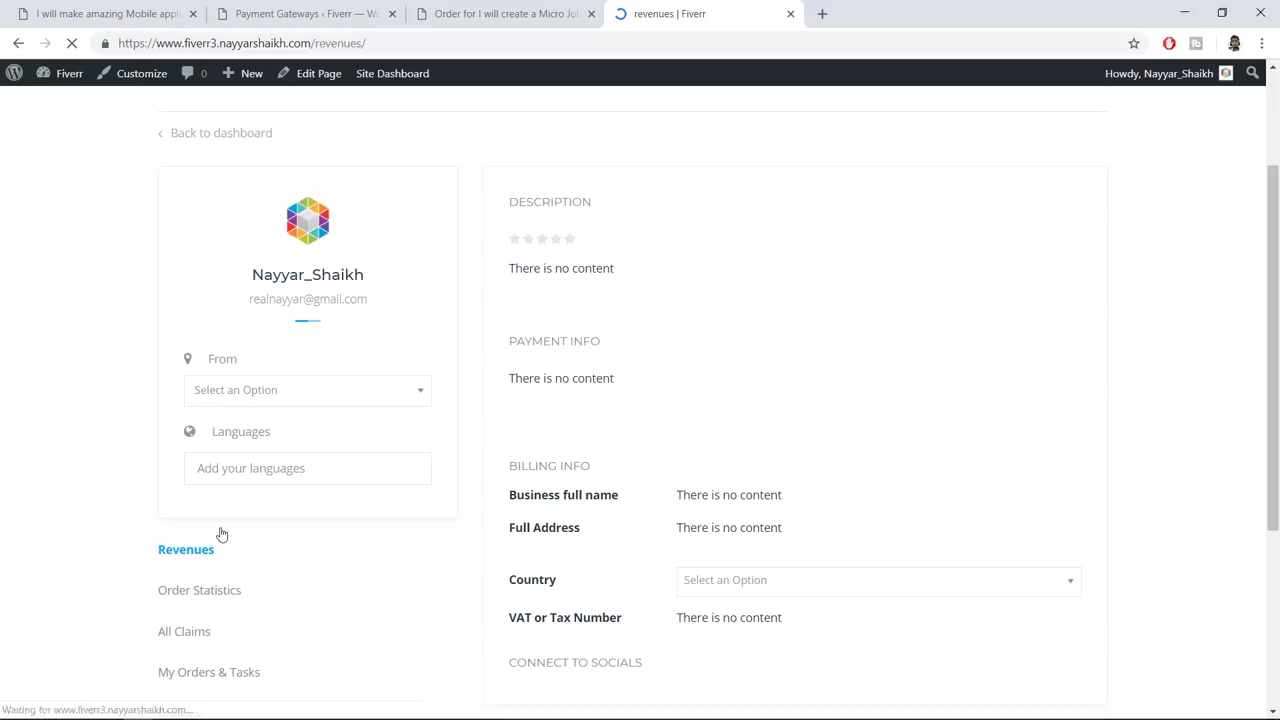 I will make amazing Mobile appl
Payment Gateways ‹ Fiverr — Wo
Order for I will create a Micro Jo
revenues | Fiverr
https://www.fiverr3.nayyarshaikh.com/revenues/
Fiverr
Customize
0
New
Edit Page
Site Dashboard
Howdy, Nayyar_Shaikh
Back to dashboard
Nayyar_Shaikh
realnayyar@gmail.com
From
Select an Option
Languages
Add your languages
Revenues
Order Statistics
All Claims
My Orders & Tasks
DESCRIPTION
There is no content
PAYMENT INFO
There is no content
BILLING INFO
Business full name There is no content
Full Address There is no content
Country Select an Option
VAT or Tax Number There is no content
CONNECT TO SOCIALS
Waiting for www.fiverr3.nayyarshaikh.com...